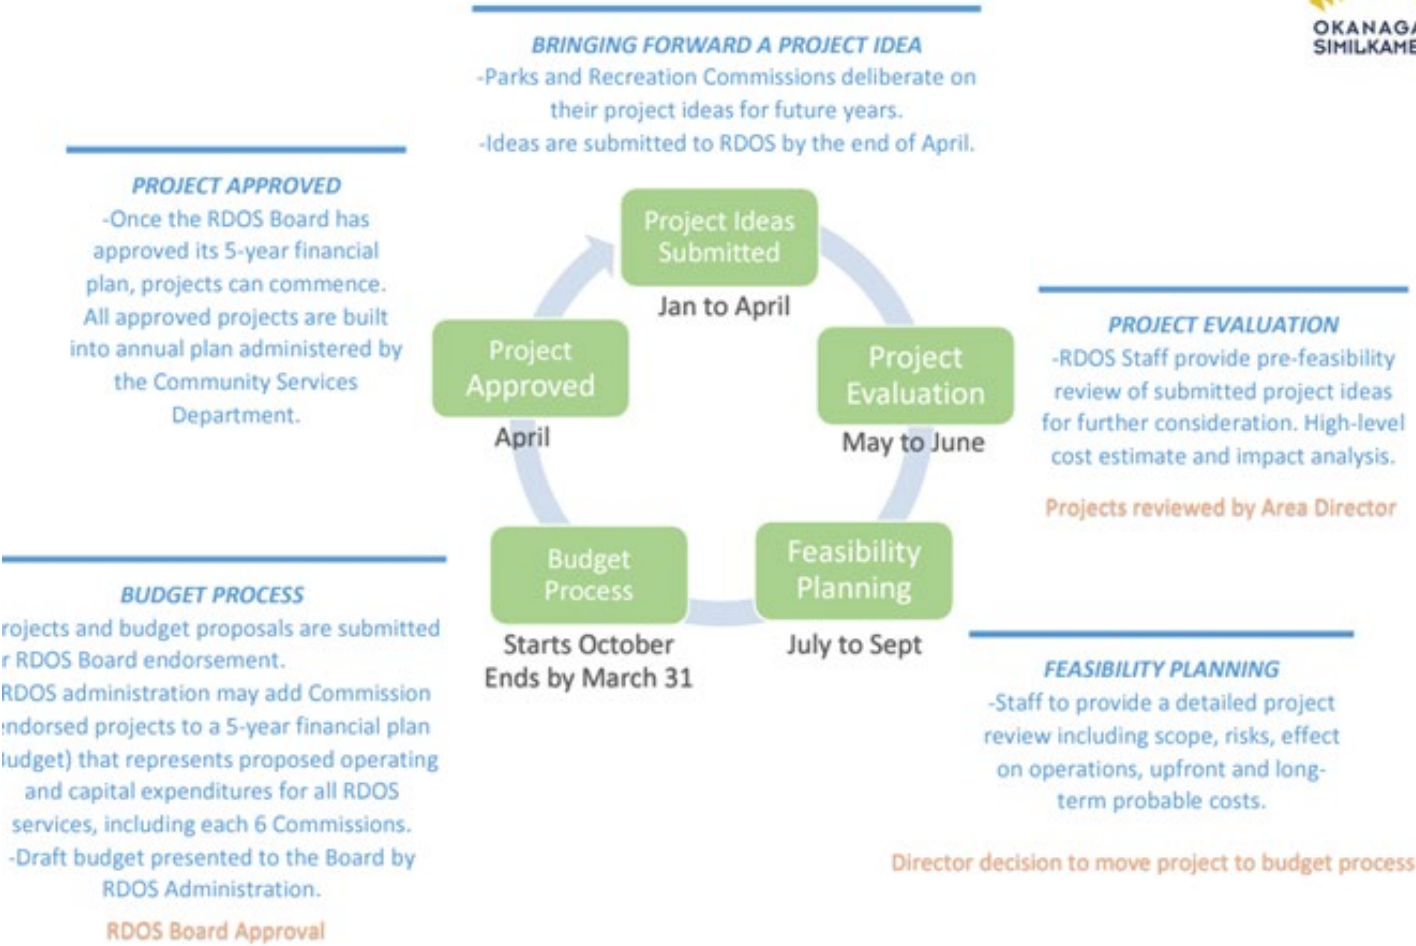 OKANAGA
SIMILKAME
BRINGING FORWARD A PROJECT IDEA
-Parks and Recreation Commissions deliberate on
their project ideas for future years.
-Ideas are submitted to RDOS by the end of April.
PROJECT APPROVED
-Once the RDOS Board has
approved its 5-year financial
plan, projects can commence.
All approved projects are built
into annual plan administered by
the Community Services
Department.
Project Ideas
Submitted
Jan to April
Project
Evaluation
May to June
Feasibility
Planning
July to Sept
Budget
Process
Starts October
Ends by March 31
Project
Approved
April
PROJECT EVALUATION
-RDOS Staff provide pre-feasibility
review of submitted project ideas
for further consideration. High-level
cost estimate and impact analysis.
Projects reviewed by Area Director
FEASIBILITY PLANNING
-Staff to provide a detailed project
review including scope, risks, effect
on operations, upfront and long-
term probable costs.
Director decision to move project to budget process
BUDGET PROCESS
rojects and budget proposals are submitted
r RDOS Board endorsement.
RDOS administration may add Commission
endorsed projects to a 5-year financial plan
udget) that represents proposed operating
and capital expenditures for all RDOS
services, including each 6 Commissions.
-Draft budget presented to the Board by
RDOS Administration.
RDOS Board Approval